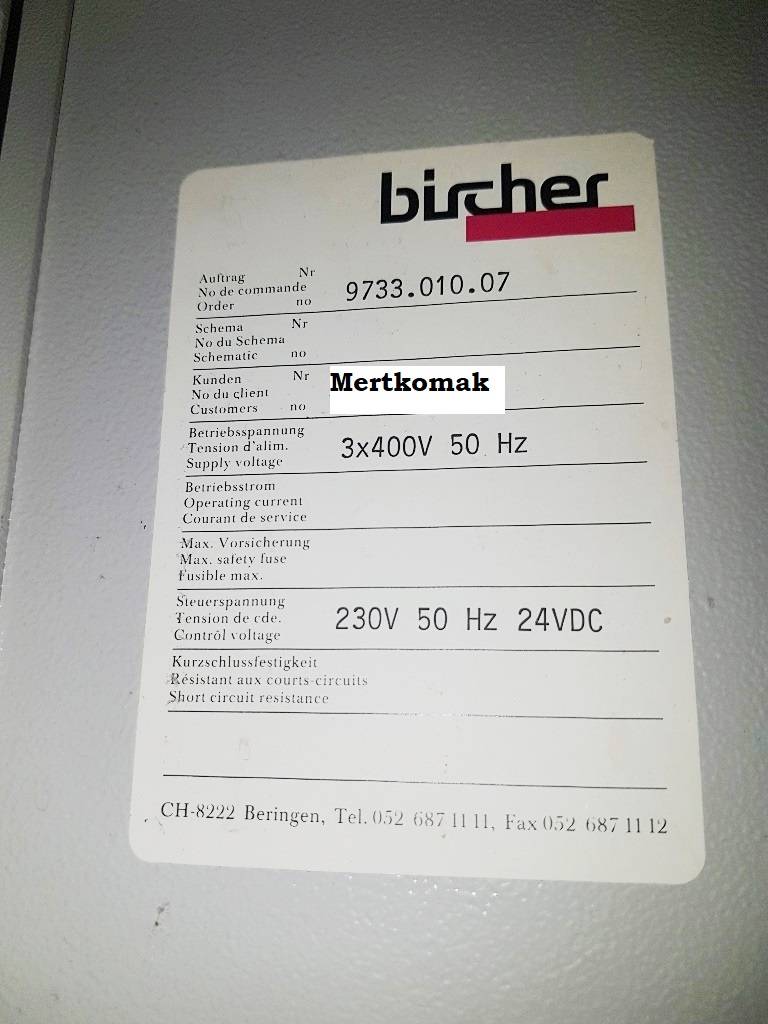 bircher
Auftrag Nr
No de commande
Order no
9733.010.07
Schema Nr
No du Schema
Schematic no
Kunden Nr
No du client
Customers no
Mertkomak
Betriebsspannung
Tension d'alim.
Supply voltage
3x400V 50 Hz
Betriebsstrom
Operating current
Courant de service
Max. Vorsicherung
Max. safety fuse
Fusible max.
Steuerspannung
Tension de cde.
Contrôl voltage
230V 50 Hz 24VDC
Kurzschlussfestigkeit
Résistant aux courts-circuits
Short circuit resistance
CH-8222 Beringen, Tel. 052 687 11 11, Fax 052 687 11 12